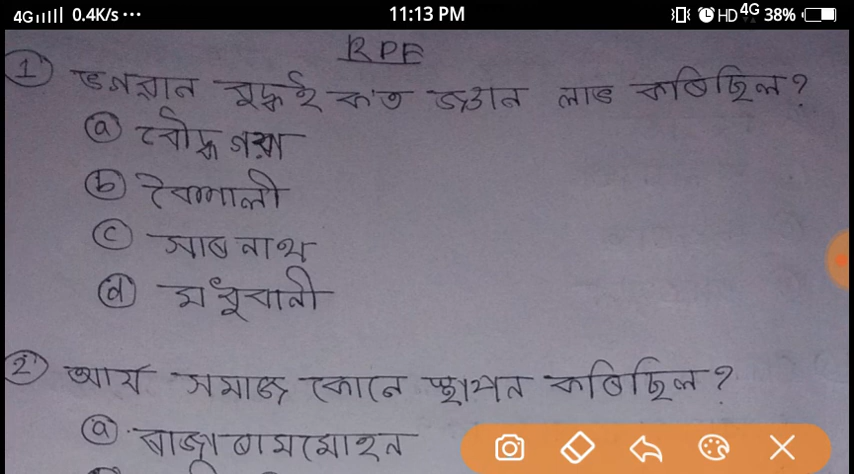 4G 0.4K/s ••• 11:13 PM HD 4G 38%
RPF
1 ভগৱান বুদ্ধই ক'ত জ্ঞান লাভ কৰিছিল?
a বৌদ্ধ গয়া
b বৈশালী
c সাৰ নাথ
d মধুবানী
2 আৰ্য সমাজ কোনে স্থাপন কৰিছিল?
a ৰাজা ৰামমোহন